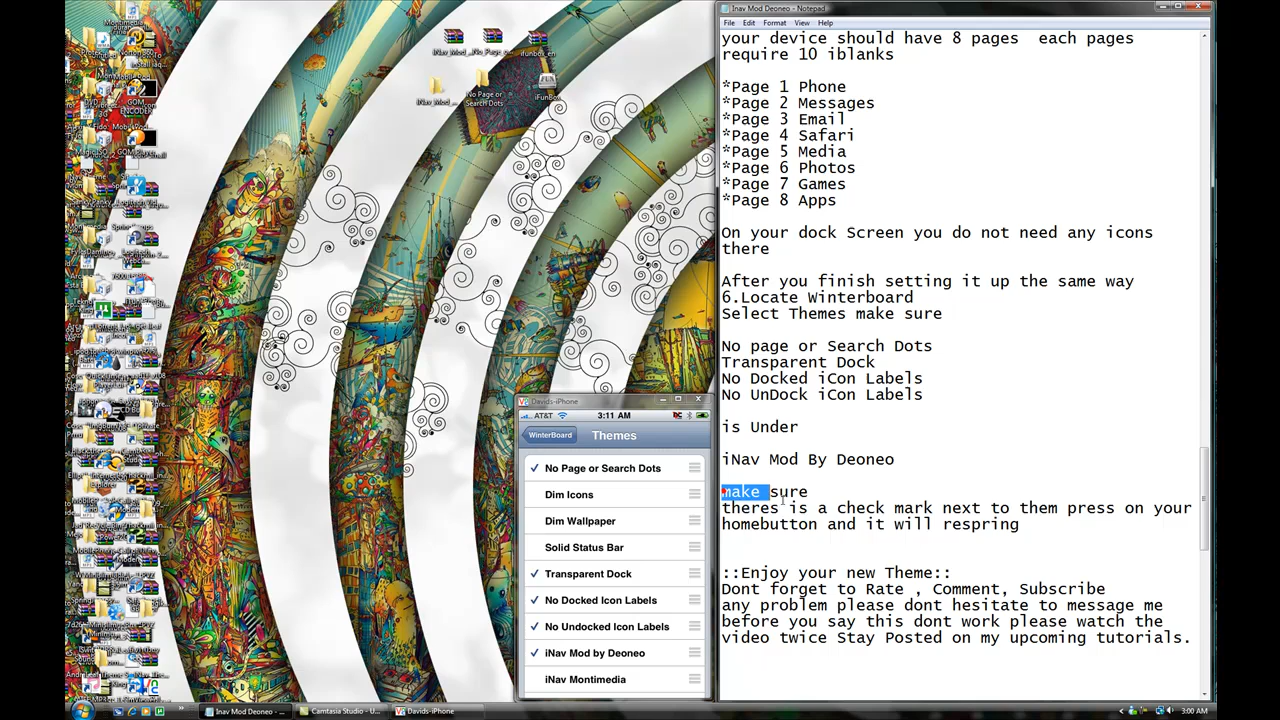 Inav Mod Deoneo - Notepad
File Edit Format View Help
your device should have 8 pages  each pages
require 10 iblanks
*Page 1 Phone
*Page 2 Messages
*Page 3 Email
*Page 4 Safari
*Page 5 Media
*Page 6 Photos
*Page 7 Games
*Page 8 Apps
On your dock Screen you do not need any icons
there
After you finish setting it up the same way
6.Locate Winterboard
Select Themes make sure
No page or Search Dots
Transparent Dock
No Docked iCon Labels
No UnDock iCon Labels
is Under
iNav Mod By Deoneo
make sure
theres is a check mark next to them press on your
homebutton and it will respring
::Enjoy your new Theme::
Dont forget to Rate , Comment, Subscribe
any problem please dont hesitate to message me
before you say this dont work please watch the
video twice Stay Posted on my upcoming tutorials.
iNav_Mod_...
No_Page_o...
ifunbox_en
iNav_Mod_...
No Page or
Search Dots
iFunBox
Davids-iPhone
AT&T
3:11 AM
WinterBoard
Themes
No Page or Search Dots
Dim Icons
Dim Wallpaper
Solid Status Bar
Transparent Dock
No Docked Icon Labels
No Undocked Icon Labels
iNav Mod by Deoneo
iNav Montimedia
Inav Mod Deoneo - ...
Camtasia Studio - U...
Davids-iPhone
3:00 AM